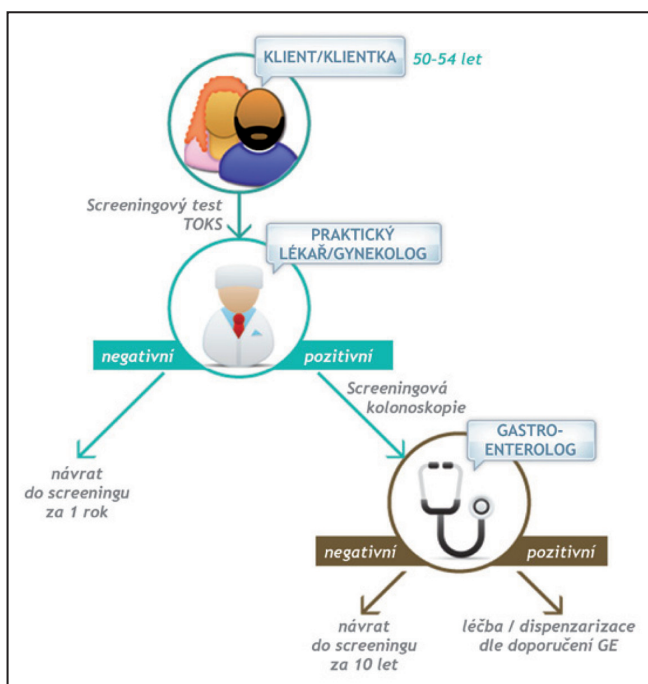 KLIENT/KLIENTKA
50–54 let
Screeningový test
TOKS
PRAKTICKÝ
LÉKAŘ/GYNEKOLOG
negativní
pozitivní
Screeningová
kolonoskopie
návrat
do screeningu
za 1 rok
GASTRO-
ENTEROLOG
negativní
pozitivní
návrat
do screeningu
za 10 let
léčba / dispenzarizace
dle doporučení GE